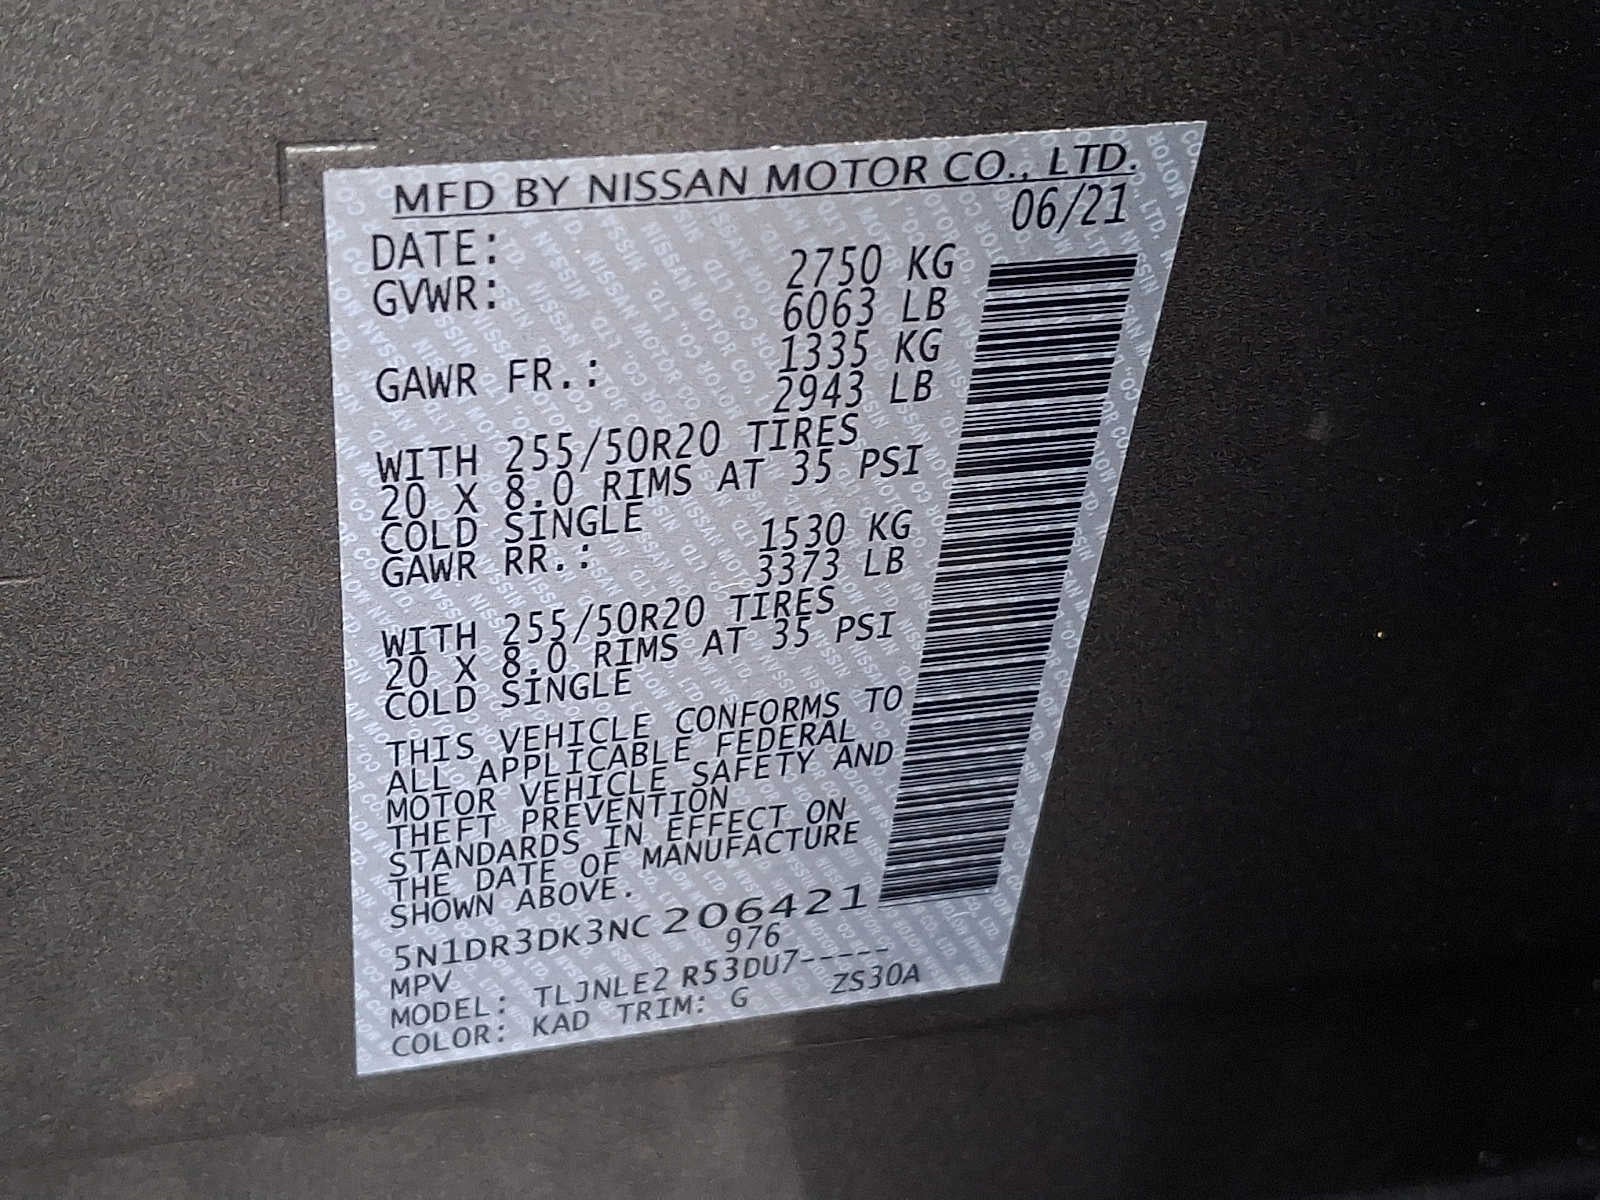 MFD BY NISSAN MOTOR CO., LTD.
DATE: 06/21
GVWR: 2750 KG
6063 LB
GAWR FR.: 1335 KG
2943 LB
WITH 255/50R20 TIRES
20 X 8.0 RIMS AT 35 PSI
COLD SINGLE
GAWR RR.: 1530 KG
3373 LB
WITH 255/50R20 TIRES
20 X 8.0 RIMS AT 35 PSI
COLD SINGLE
THIS VEHICLE CONFORMS TO
ALL APPLICABLE FEDERAL
MOTOR VEHICLE SAFETY AND
THEFT PREVENTION
STANDARDS IN EFFECT ON
THE DATE OF MANUFACTURE
SHOWN ABOVE.
5N1DR3DK3NC206421
MPV 976
MODEL: TLJNLE2 R53DU7-----
COLOR: KAD TRIM: G ZS30A